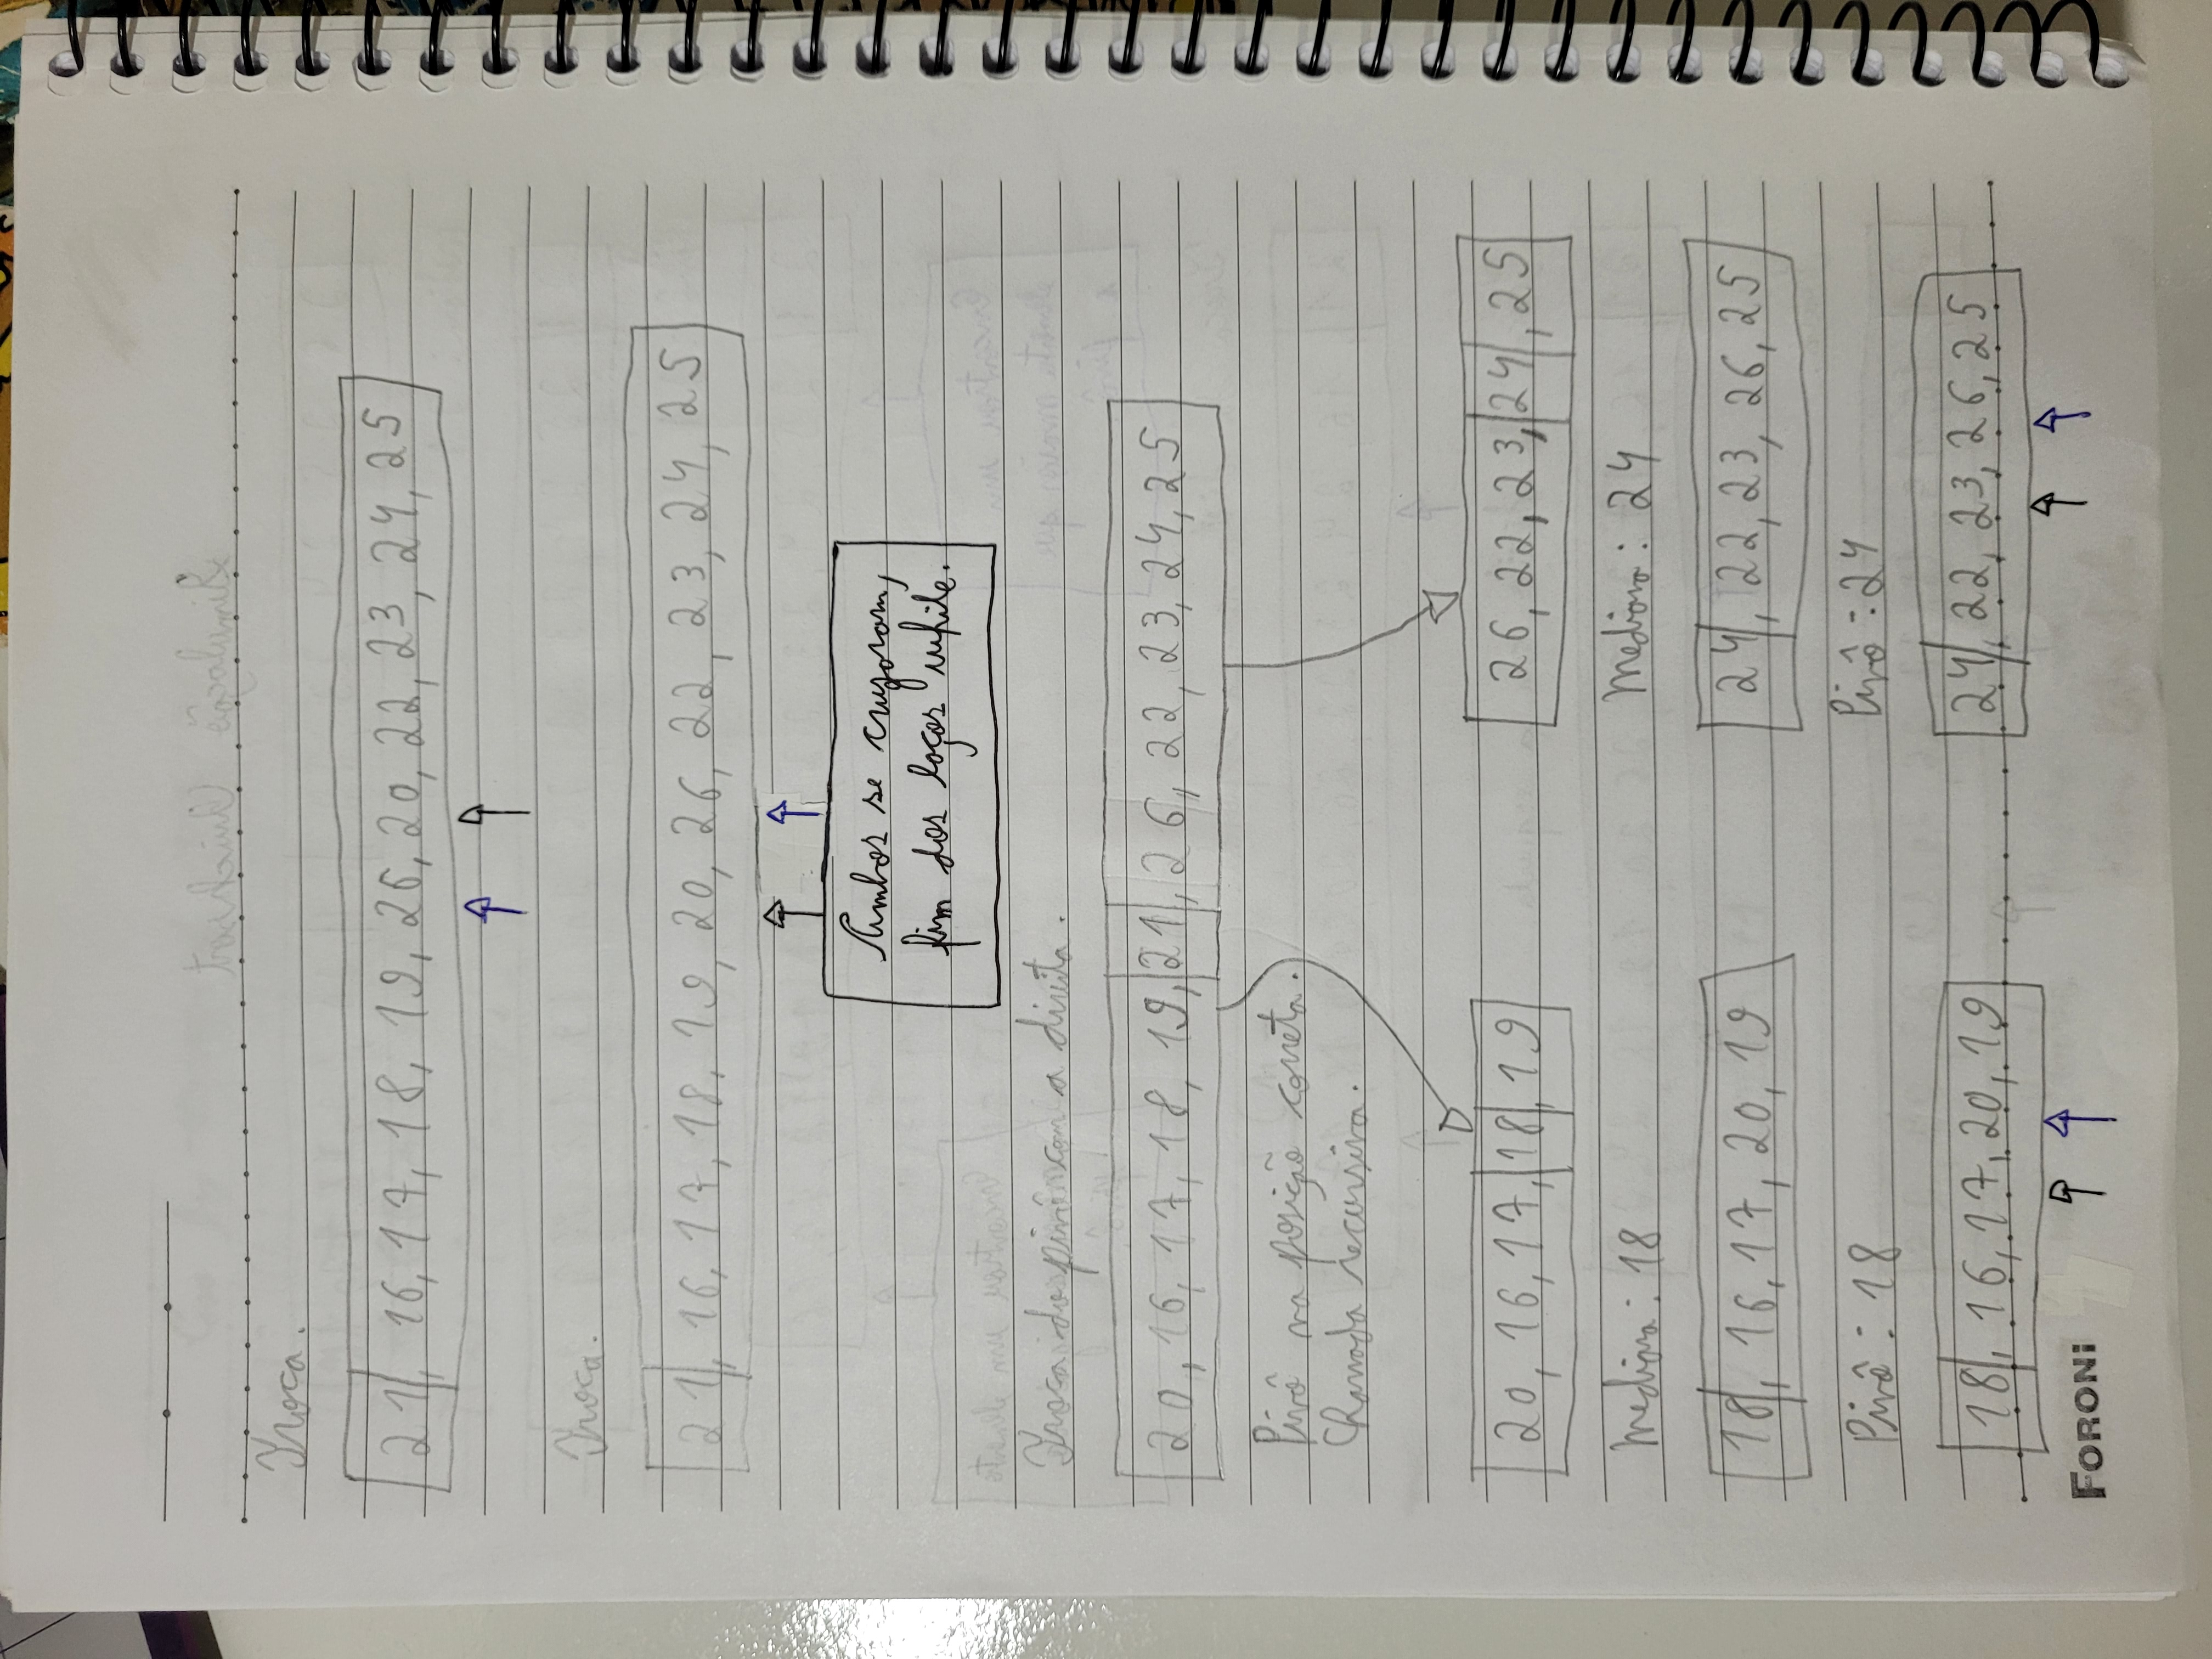 Troca.
21, 16, 17, 18, 19, 26, 20, 22, 23, 24, 25
Troca.
21, 16, 17, 18, 19, 20, 26, 22, 23, 24, 25
Ambos se cruzaram,
fim dos laços while.
Troca do pivô com a direita.
20, 16, 17, 18, 19, 21, 26, 22, 23, 24, 25
Pivô na posição correta.
Chamada recursiva.
20, 16, 17, 18, 19
26, 22, 23, 24, 25
Mediana: 18
Mediana: 24
18, 16, 17, 20, 19
24, 22, 23, 26, 25
Pivô: 18
Pivô: 24
18, 16, 17, 20, 19
24, 22, 23, 26, 25
FORONI